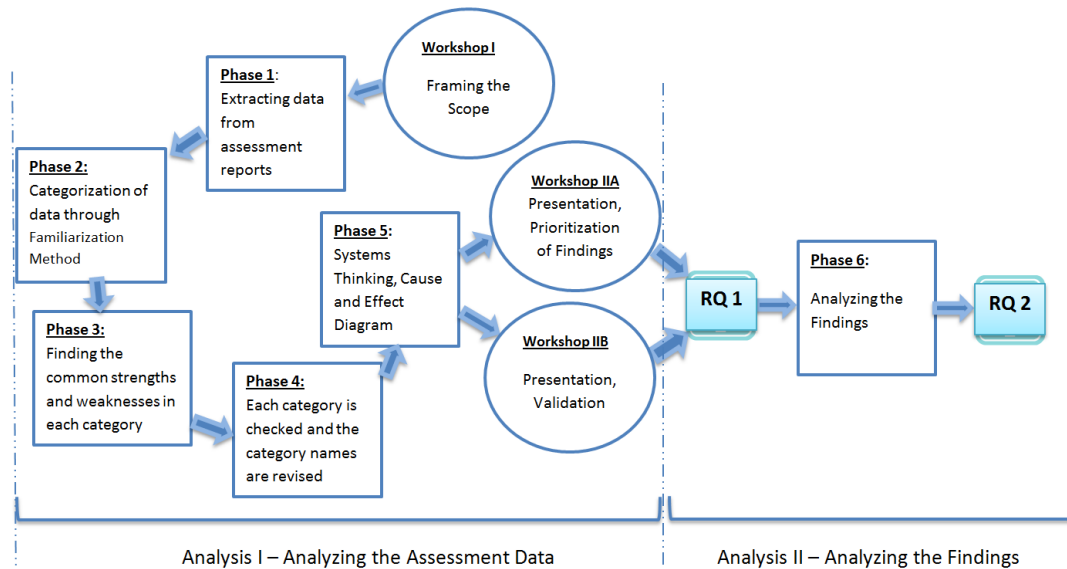 Workshop I
Framing the
Scope
Phase 1:
Extracting data
from
assessment
reports
Phase 2:
Categorization of
data through
Familiarization
Method
Phase 3:
Finding the
common strengths
and weaknesses in
each category
Phase 4:
Each category is
checked and the
category names
are revised
Phase 5:
Systems
Thinking, Cause
and Effect
Diagram
Workshop IIA
Presentation,
Prioritization
of Findings
Workshop IIB
Presentation,
Validation
RQ 1
Phase 6:
Analyzing the
Findings
RQ 2
Analysis I – Analyzing the Assessment Data
Analysis II – Analyzing the Findings